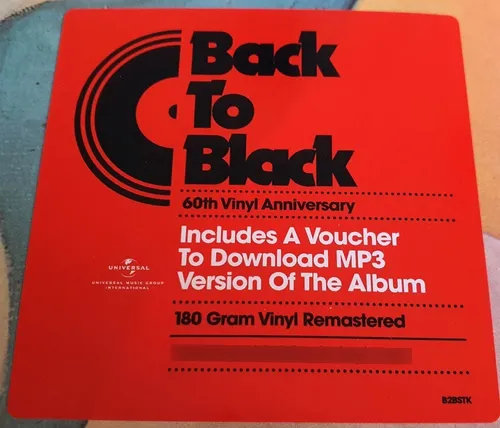 Back
To
Black
60th Vinyl Anniversary
Includes A Voucher
To Download MP3
Version Of The Album
UNIVERSAL
UNIVERSAL MUSIC GROUP
INTERNATIONAL
180 Gram Vinyl Remastered
B2BSTK